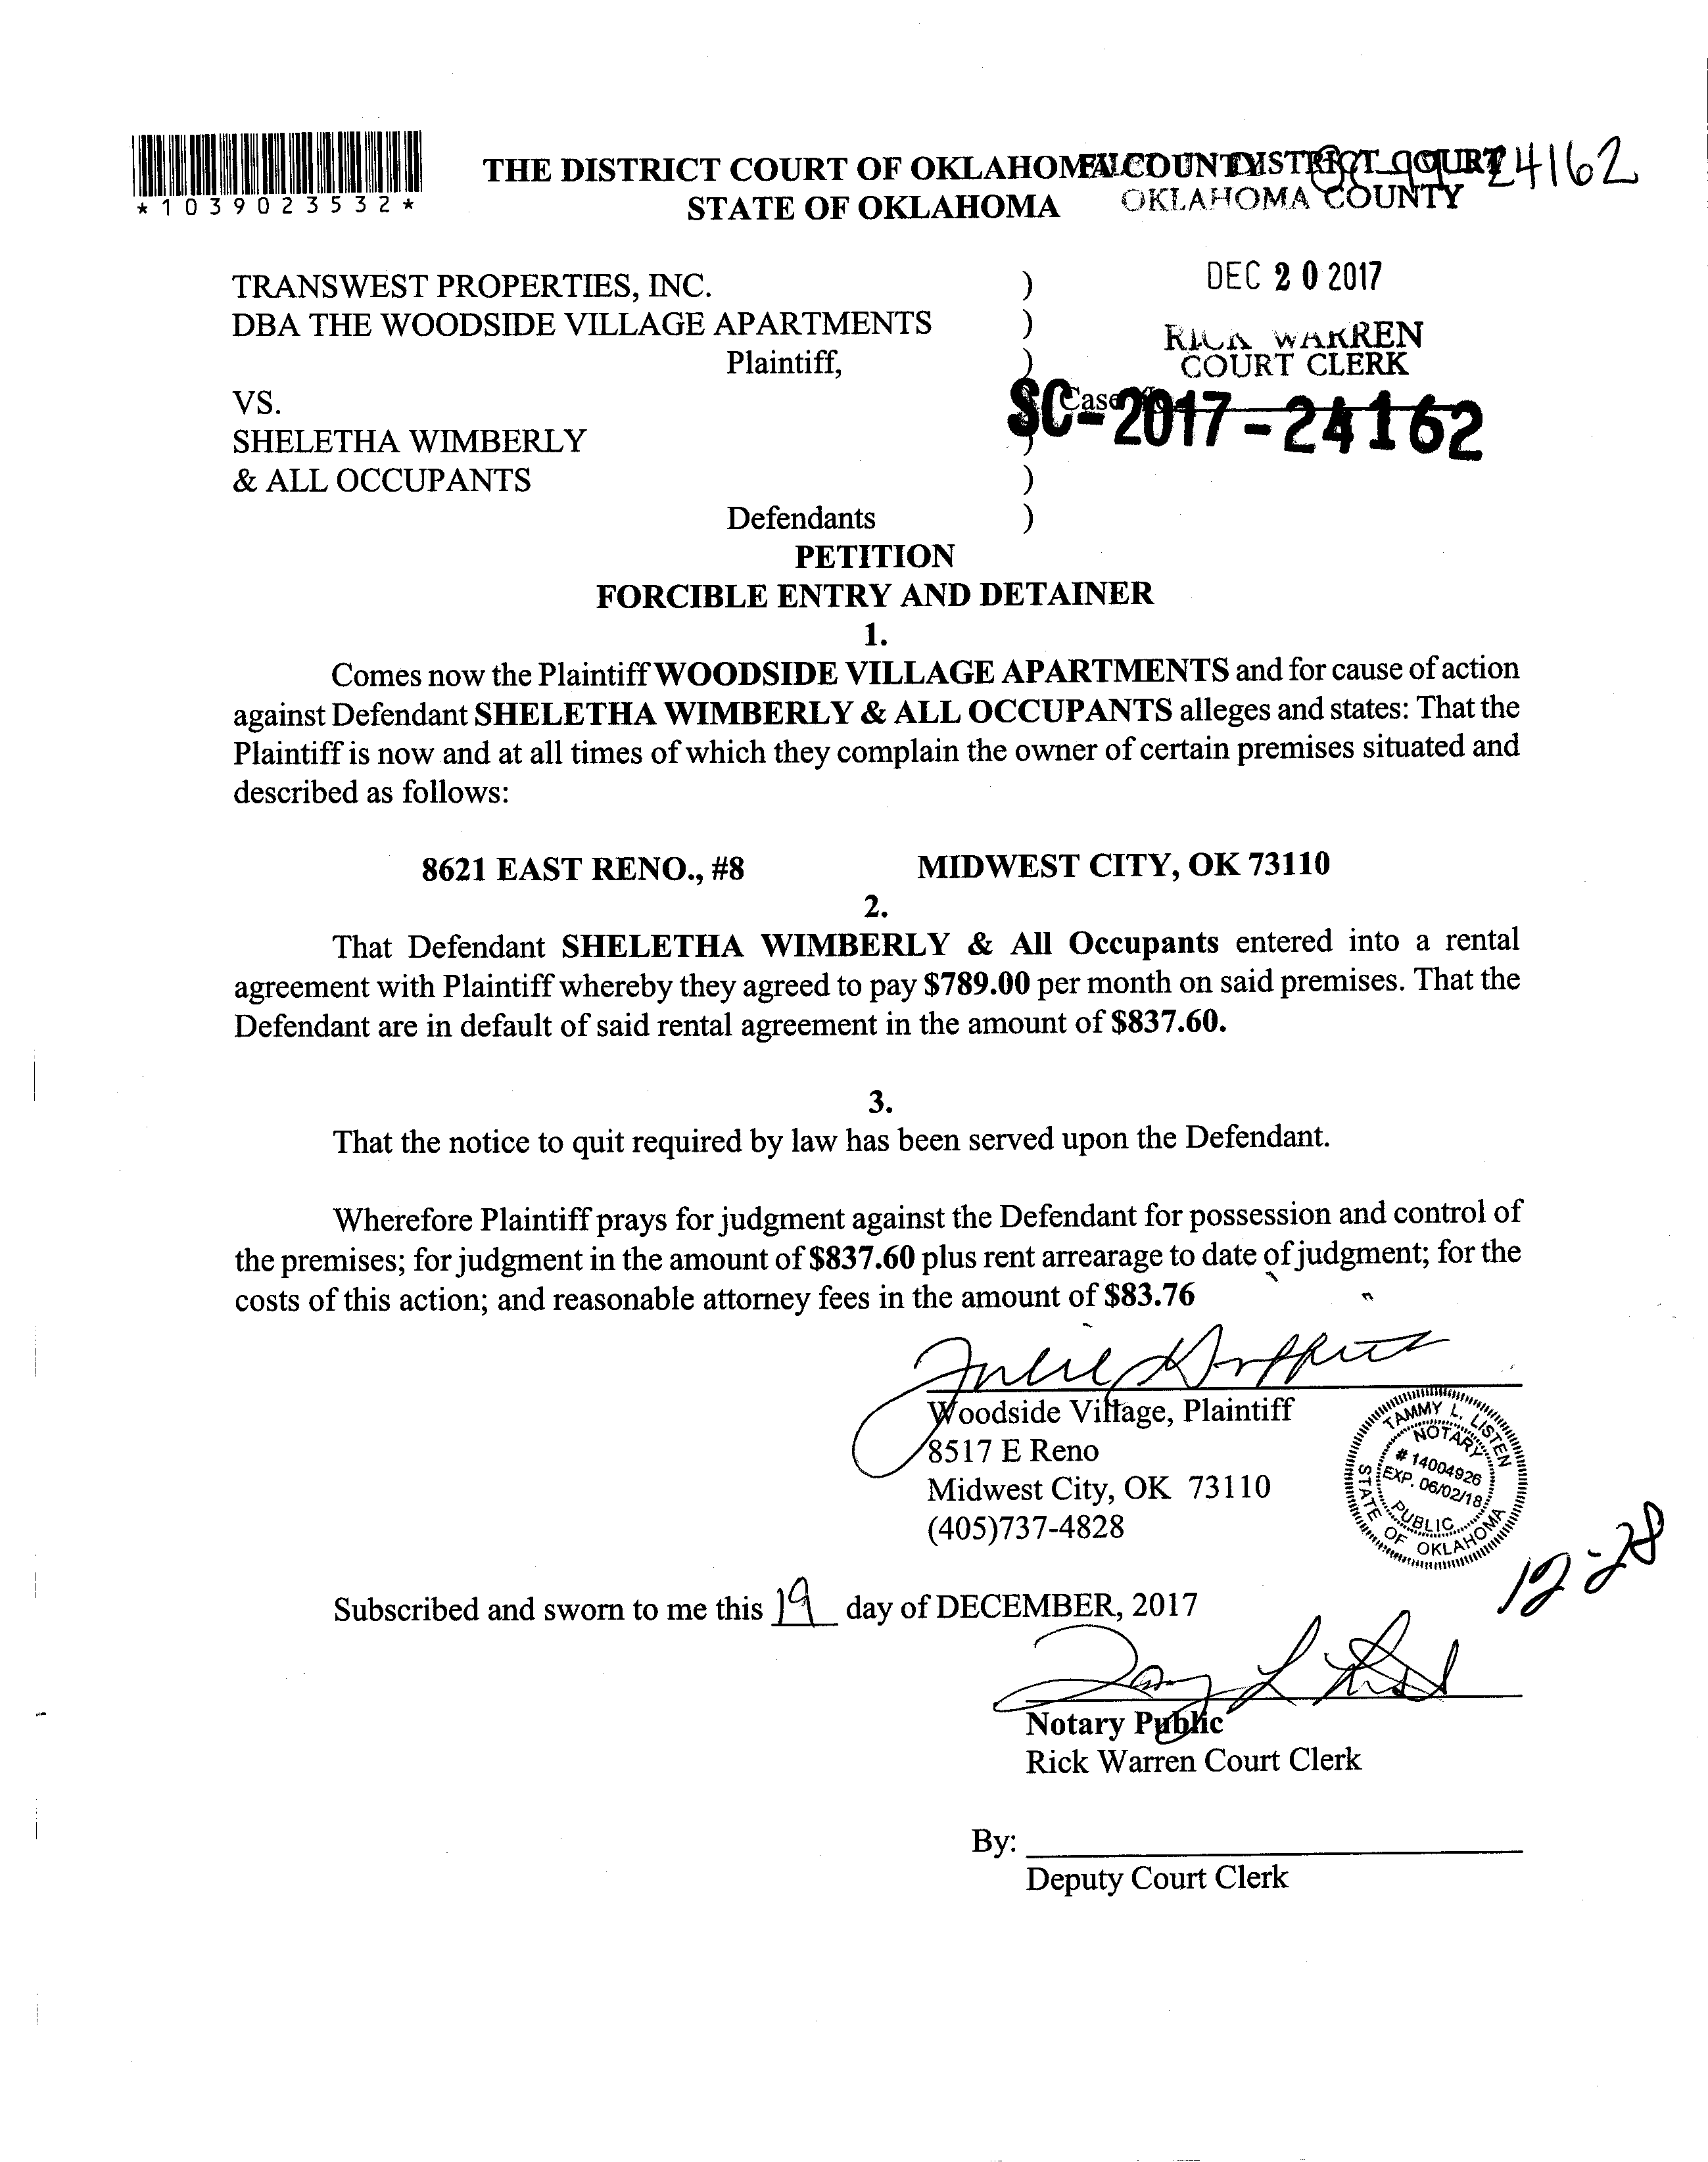 *1039023532*
THE DISTRICT COURT OF OKLAHOMA COUNTY
STATE OF OKLAHOMA
DISTRICT COURT
OKLAHOMA COUNTY
24162
DEC 20 2017
RICK WARREN
COURT CLERK
TRANSWEST PROPERTIES, INC. )
DBA THE WOODSIDE VILLAGE APARTMENTS )
Plaintiff, )
VS. Case
SC-2017-24162
SHELETHA WIMBERLY )
& ALL OCCUPANTS )
Defendants )
PETITION
FORCIBLE ENTRY AND DETAINER
1.
Comes now the Plaintiff WOODSIDE VILLAGE APARTMENTS and for cause of action
against Defendant SHELETHA WIMBERLY & ALL OCCUPANTS alleges and states: That the
Plaintiff is now and at all times of which they complain the owner of certain premises situated and
described as follows:
8621 EAST RENO., #8 MIDWEST CITY, OK 73110
2.
That Defendant SHELETHA WIMBERLY & All Occupants entered into a rental
agreement with Plaintiff whereby they agreed to pay $789.00 per month on said premises. That the
Defendant are in default of said rental agreement in the amount of $837.60.
3.
That the notice to quit required by law has been served upon the Defendant.
Wherefore Plaintiff prays for judgment against the Defendant for possession and control of
the premises; for judgment in the amount of $837.60 plus rent arrearage to date of judgment; for the
costs of this action; and reasonable attorney fees in the amount of $83.76
Woodside Village, Plaintiff
8517 E Reno
Midwest City, OK 73110
(405)737-4828
TAMMY L. LISTEN
NOTARY
# 14004926
EXP. 06/02/18
PUBLIC
STATE OF OKLAHOMA
12-28
Subscribed and sworn to me this 19 day of DECEMBER, 2017
Notary Public
Rick Warren Court Clerk
By:
Deputy Court Clerk